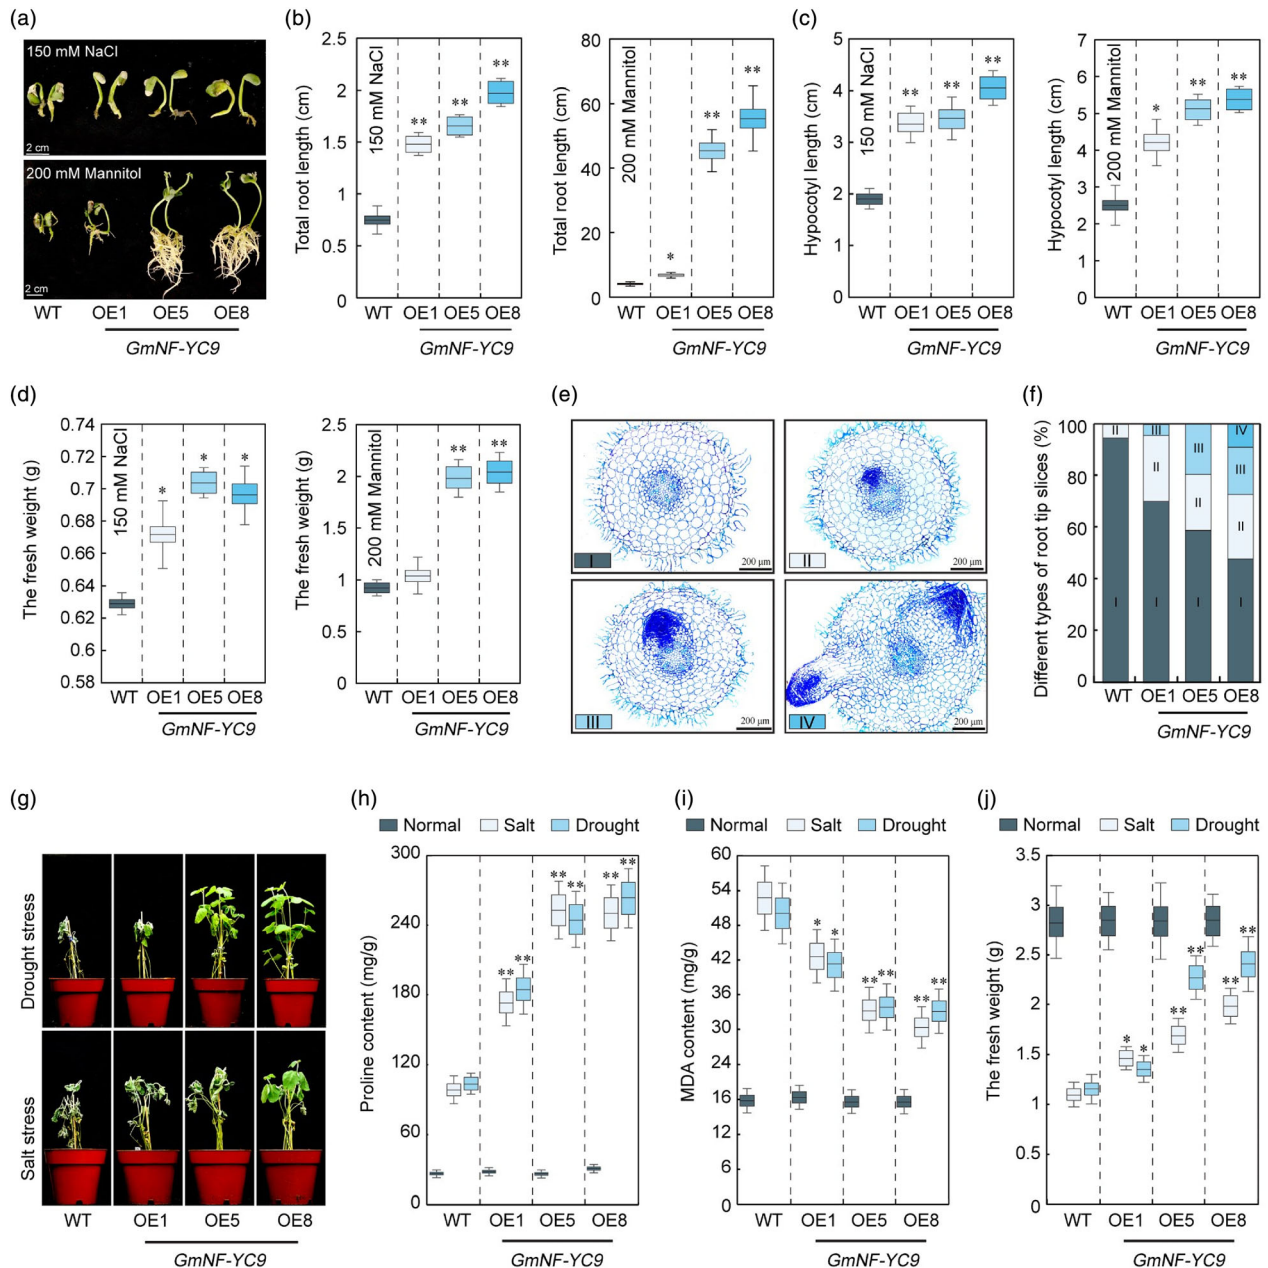 (a)
150 mM NaCl
2 cm
200 mM Mannitol
2 cm
WT OE1 OE5 OE8
GmNF-YC9
(b)
Total root length (cm)
2.5
2
1.5
1
0.5
0
150 mM NaCl
**
**
**
WT OE1 OE5 OE8
GmNF-YC9
Total root length (cm)
80
60
40
20
0
200 mM Mannitol
*
**
**
WT OE1 OE5 OE8
GmNF-YC9
(c)
Hypocotyl length (cm)
5
4
3
2
1
0
150 mM NaCl
**
**
**
WT OE1 OE5 OE8
GmNF-YC9
Hypocotyl length (cm)
7
6
5
4
3
2
1
0
200 mM Mannitol
*
**
**
WT OE1 OE5 OE8
GmNF-YC9
(d)
The fresh weight (g)
0.74
0.72
0.7
0.68
0.66
0.64
0.62
0.6
0.58
150 mM NaCl
*
*
*
WT OE1 OE5 OE8
GmNF-YC9
The fresh weight (g)
2.5
2
1.5
1
0.5
0
200 mM Mannitol
**
**
WT OE1 OE5 OE8
GmNF-YC9
(e)
I
200 μm
II
200 μm
III
200 μm
IV
200 μm
(f)
Different types of root tip slices (%)
100
80
60
40
20
0
II
I
III
II
I
III
II
I
IV
III
II
I
WT OE1 OE5 OE8
GmNF-YC9
(g)
Drought stress
Salt stress
WT OE1 OE5 OE8
GmNF-YC9
(h)
Normal Salt Drought
Proline content (mg/g)
300
240
180
120
60
0
** **
** **
** **
WT OE1 OE5 OE8
GmNF-YC9
(i)
Normal Salt Drought
MDA content (mg/g)
60
54
48
42
36
30
24
16
12
6
0
* *
** **
** **
WT OE1 OE5 OE8
GmNF-YC9
(j)
Normal Salt Drought
The fresh weight (g)
3.5
3
2.5
2
1.5
1
0.5
0
* *
** **
** **
WT OE1 OE5 OE8
GmNF-YC9